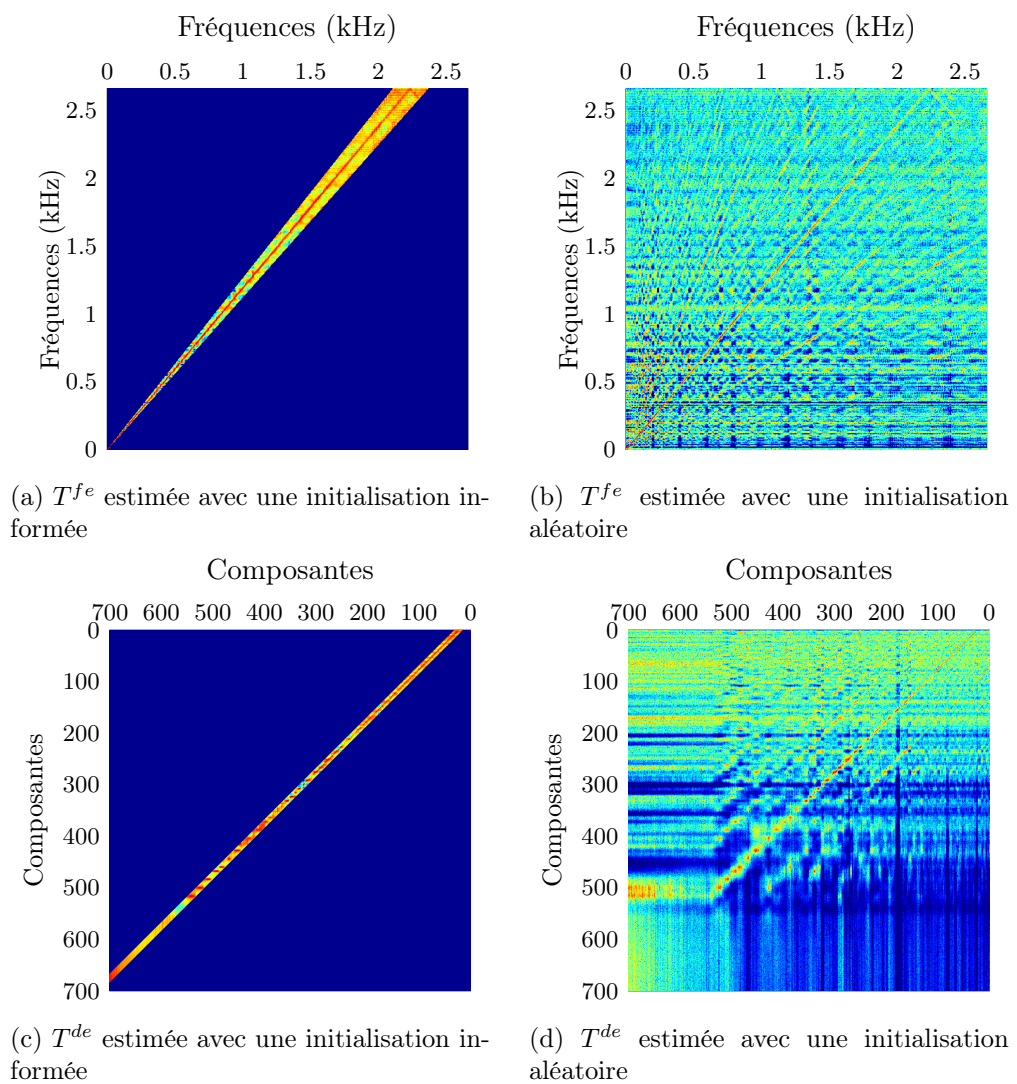 Fréquences (kHz)
0 0.5 1 1.5 2 2.5
2.5
2
1.5
1
0.5
0
Fréquences (kHz)
(a) T^{fe} estimée avec une initialisation in-
formée
Fréquences (kHz)
0 0.5 1 1.5 2 2.5
2.5
2
1.5
1
0.5
0
Fréquences (kHz)
(b) T^{fe} estimée avec une initialisation
aléatoire
Composantes
700 600 500 400 300 200 100 0
0
100
200
300
400
500
600
700
Composantes
(c) T^{de} estimée avec une initialisation in-
formée
Composantes
700 600 500 400 300 200 100 0
0
100
200
300
400
500
600
700
Composantes
(d) T^{de} estimée avec une initialisation
aléatoire